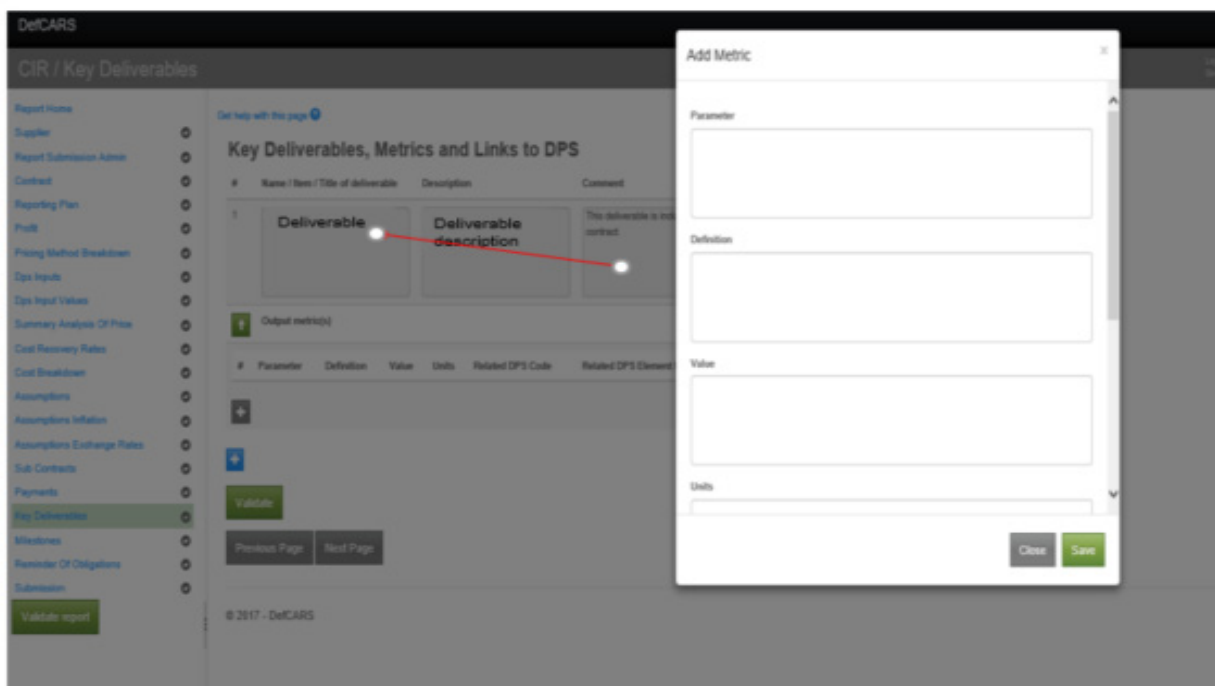 DefCARS
CIR / Key Deliverables
Report Home
Supplier
Report Submission Admin
Contract
Reporting Plan
Profit
Pricing Method Breakdown
Dps Inputs
Dps Input Values
Summary Analysis Of Price
Cost Recovery Rates
Cost Breakdown
Assumptions
Assumptions Inflation
Assumptions Exchange Rates
Sub Contracts
Payments
Key Deliverables
Milestones
Reminder Of Obligations
Submission
Validate report
Get help with this page
Key Deliverables, Metrics and Links to DPS
# Name / Item / Title of deliverable Description Comment
1 Deliverable Deliverable description
This deliverable is
contract
Output metric(s)
# Parameter Definition Value Units Related DPS Code Related DPS Element
+
+
Validate
Previous Page Next Page
© 2017 - DefCARS
Add Metric
x
Parameter
Definition
Value
Units
Close Save